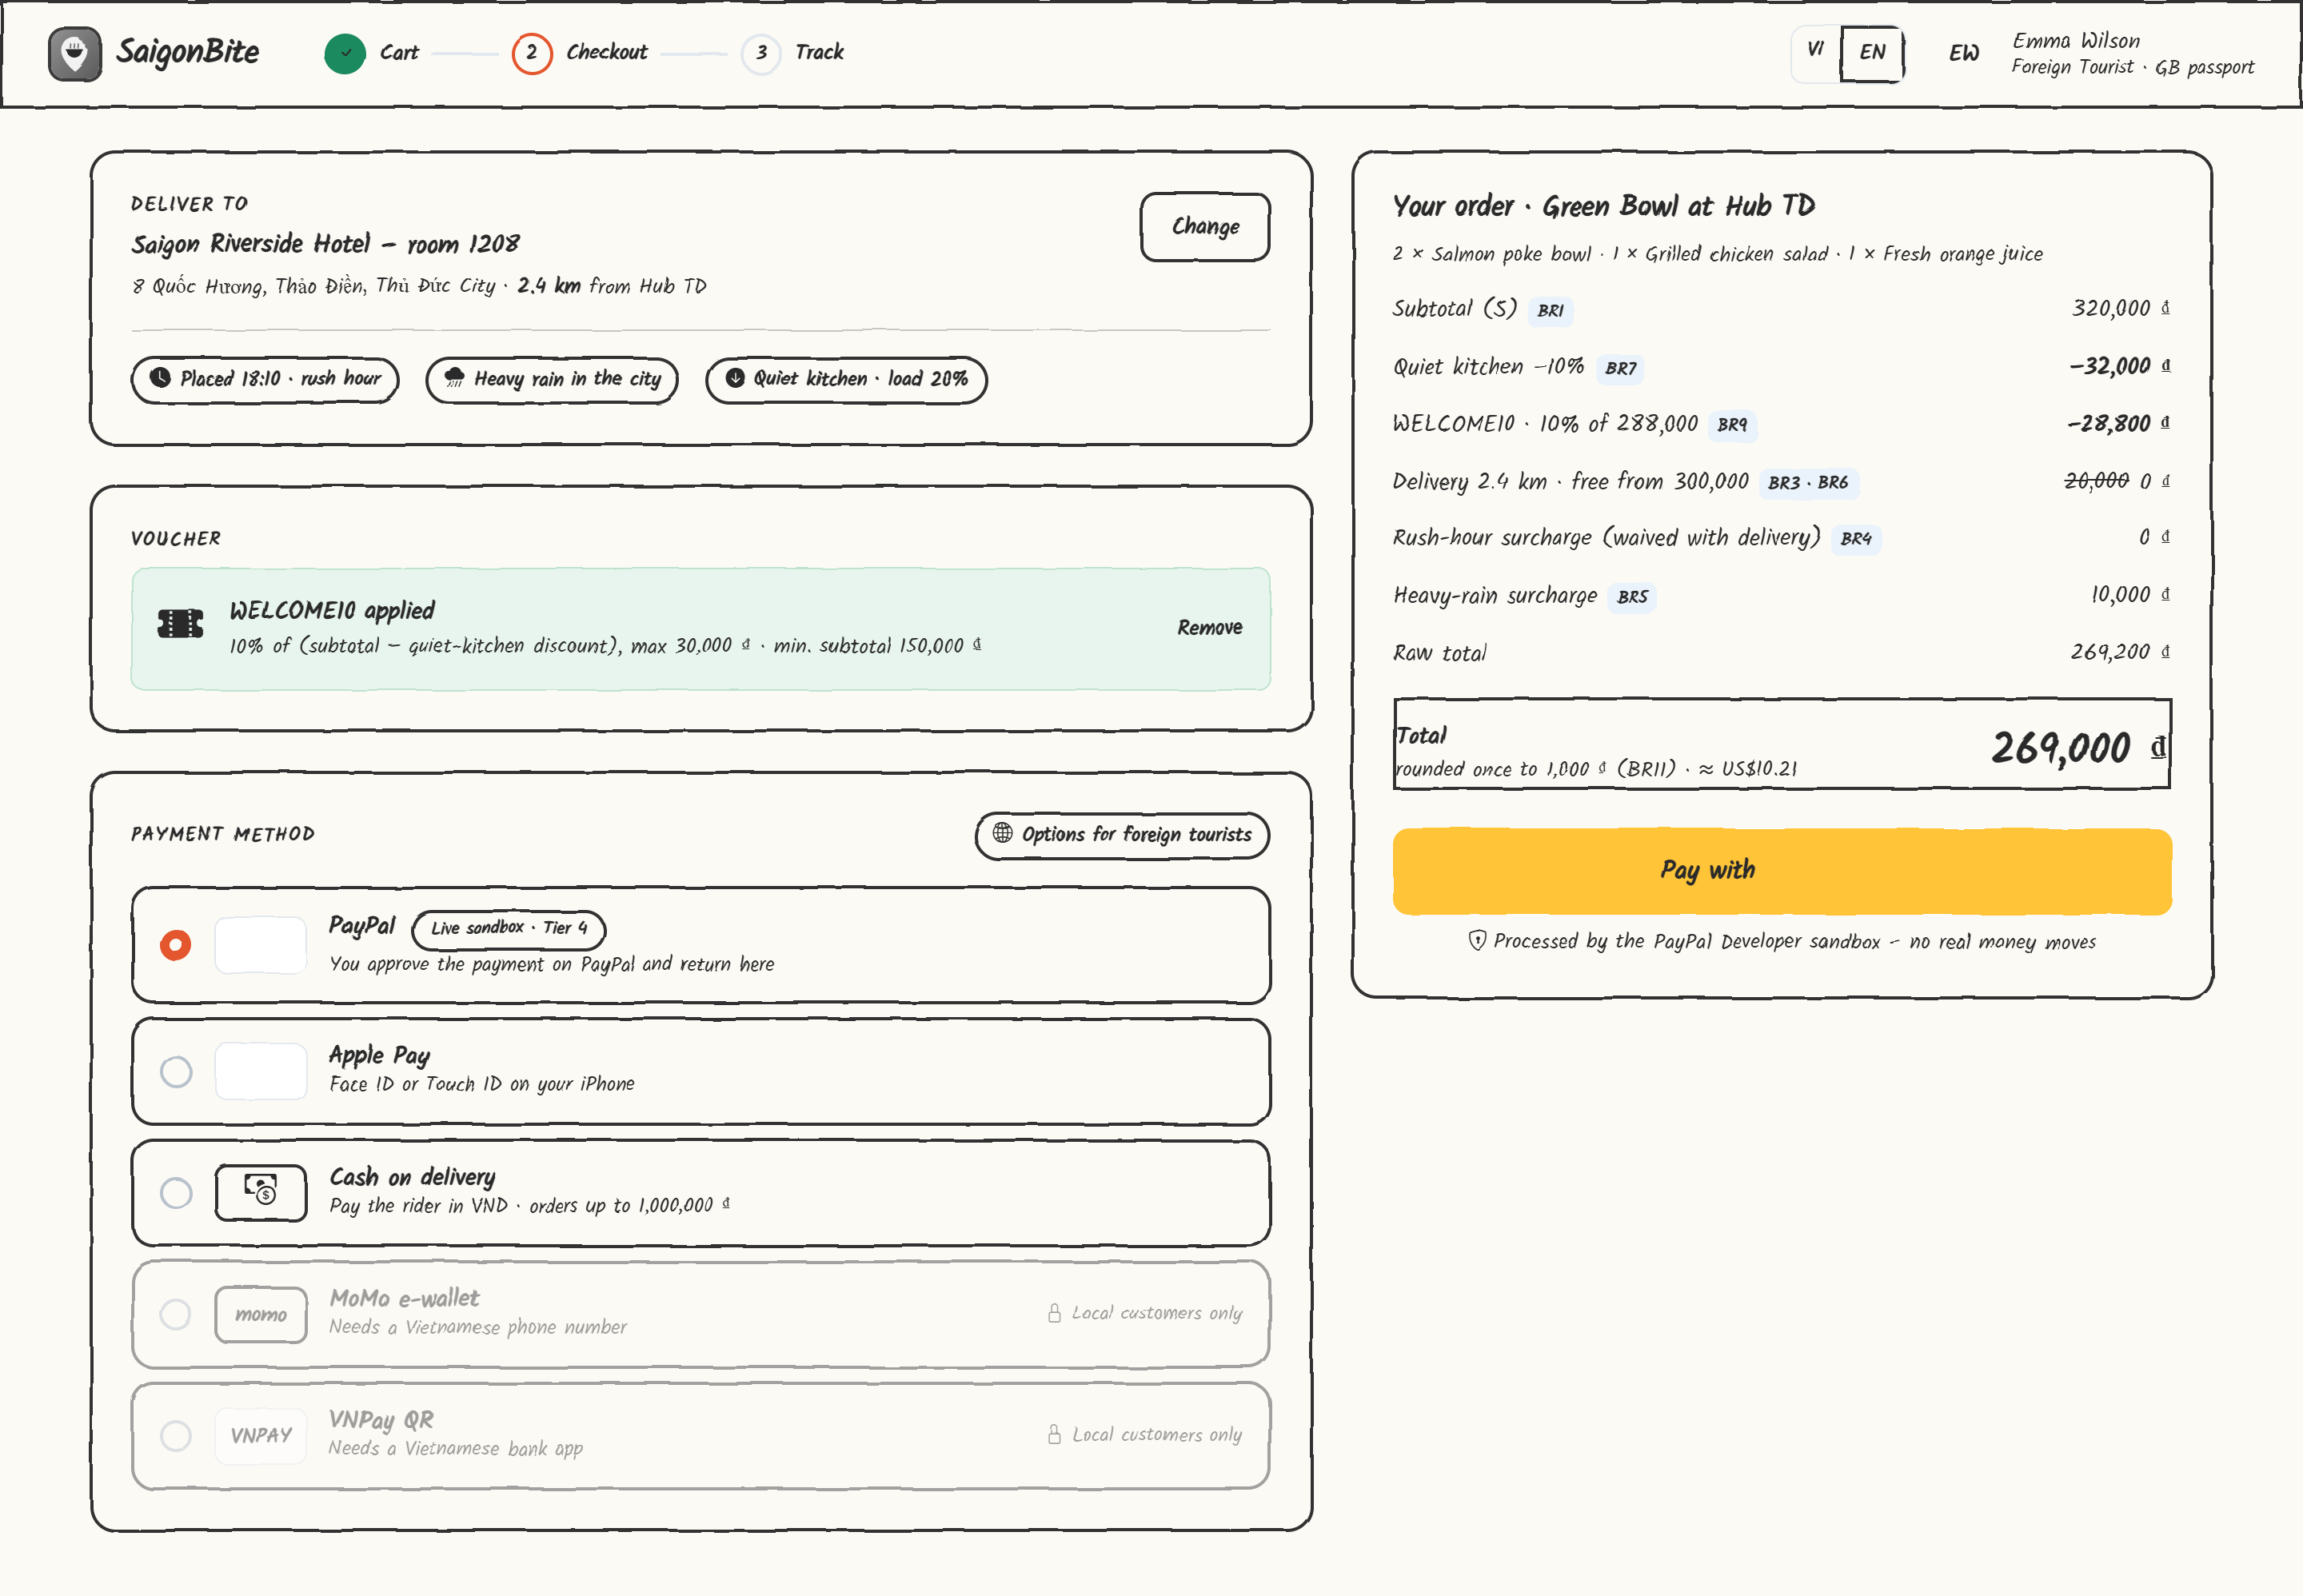 SaigonBite
Cart
2 Checkout
3 Track
VI EN
EW
Emma Wilson
Foreign Tourist · GB passport
DELIVER TO
Saigon Riverside Hotel – room 1208
8 Quốc Hương, Thảo Điền, Thủ Đức City · 2.4 km from Hub TD
Change
Placed 18:10 · rush hour
Heavy rain in the city
Quiet kitchen · load 20%
VOUCHER
WELCOME10 applied
10% of (subtotal – quiet-kitchen discount), max 30,000 ₫ · min. subtotal 150,000 ₫
Remove
PAYMENT METHOD
Options for foreign tourists
PayPal Live sandbox · Tier 4
You approve the payment on PayPal and return here
Apple Pay
Face ID or Touch ID on your iPhone
Cash on delivery
Pay the rider in VND · orders up to 1,000,000 ₫
momo
MoMo e-wallet
Needs a Vietnamese phone number
Local customers only
VNPAY
VNPay QR
Needs a Vietnamese bank app
Local customers only
Your order · Green Bowl at Hub TD
2 × Salmon poke bowl · 1 × Grilled chicken salad · 1 × Fresh orange juice
Subtotal (S) BR1 320,000 ₫
Quiet kitchen −10% BR7 −32,000 ₫
WELCOME10 · 10% of 288,000 BR9 −28,800 ₫
Delivery 2.4 km · free from 300,000 BR3 · BR6 20,000 0 ₫
Rush-hour surcharge (waived with delivery) BR4 0 ₫
Heavy-rain surcharge BR5 10,000 ₫
Raw total 269,200 ₫
Total
rounded once to 1,000 ₫ (BR11) · ≈ US$10.21
269,000 ₫
Pay with
Processed by the PayPal Developer sandbox – no real money moves